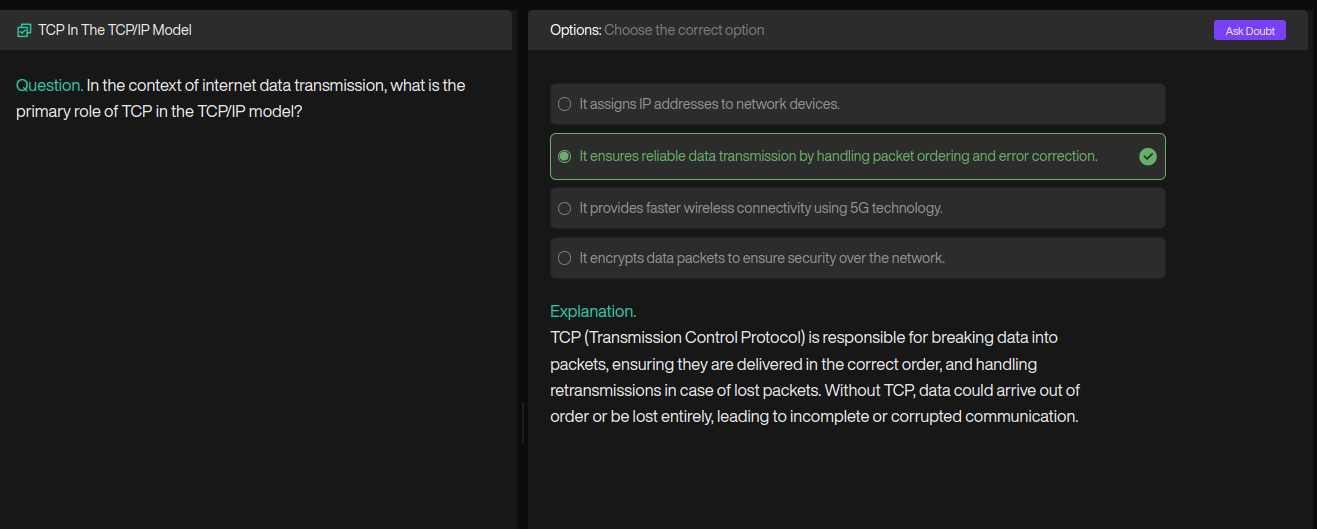 TCP In The TCP/IP Model
Question. In the context of internet data transmission, what is the
primary role of TCP in the TCP/IP model?
Options: Choose the correct option
Ask Doubt
It assigns IP addresses to network devices.
It ensures reliable data transmission by handling packet ordering and error correction.
It provides faster wireless connectivity using 5G technology.
It encrypts data packets to ensure security over the network.
Explanation.
TCP (Transmission Control Protocol) is responsible for breaking data into
packets, ensuring they are delivered in the correct order, and handling
retransmissions in case of lost packets. Without TCP, data could arrive out of
order or be lost entirely, leading to incomplete or corrupted communication.